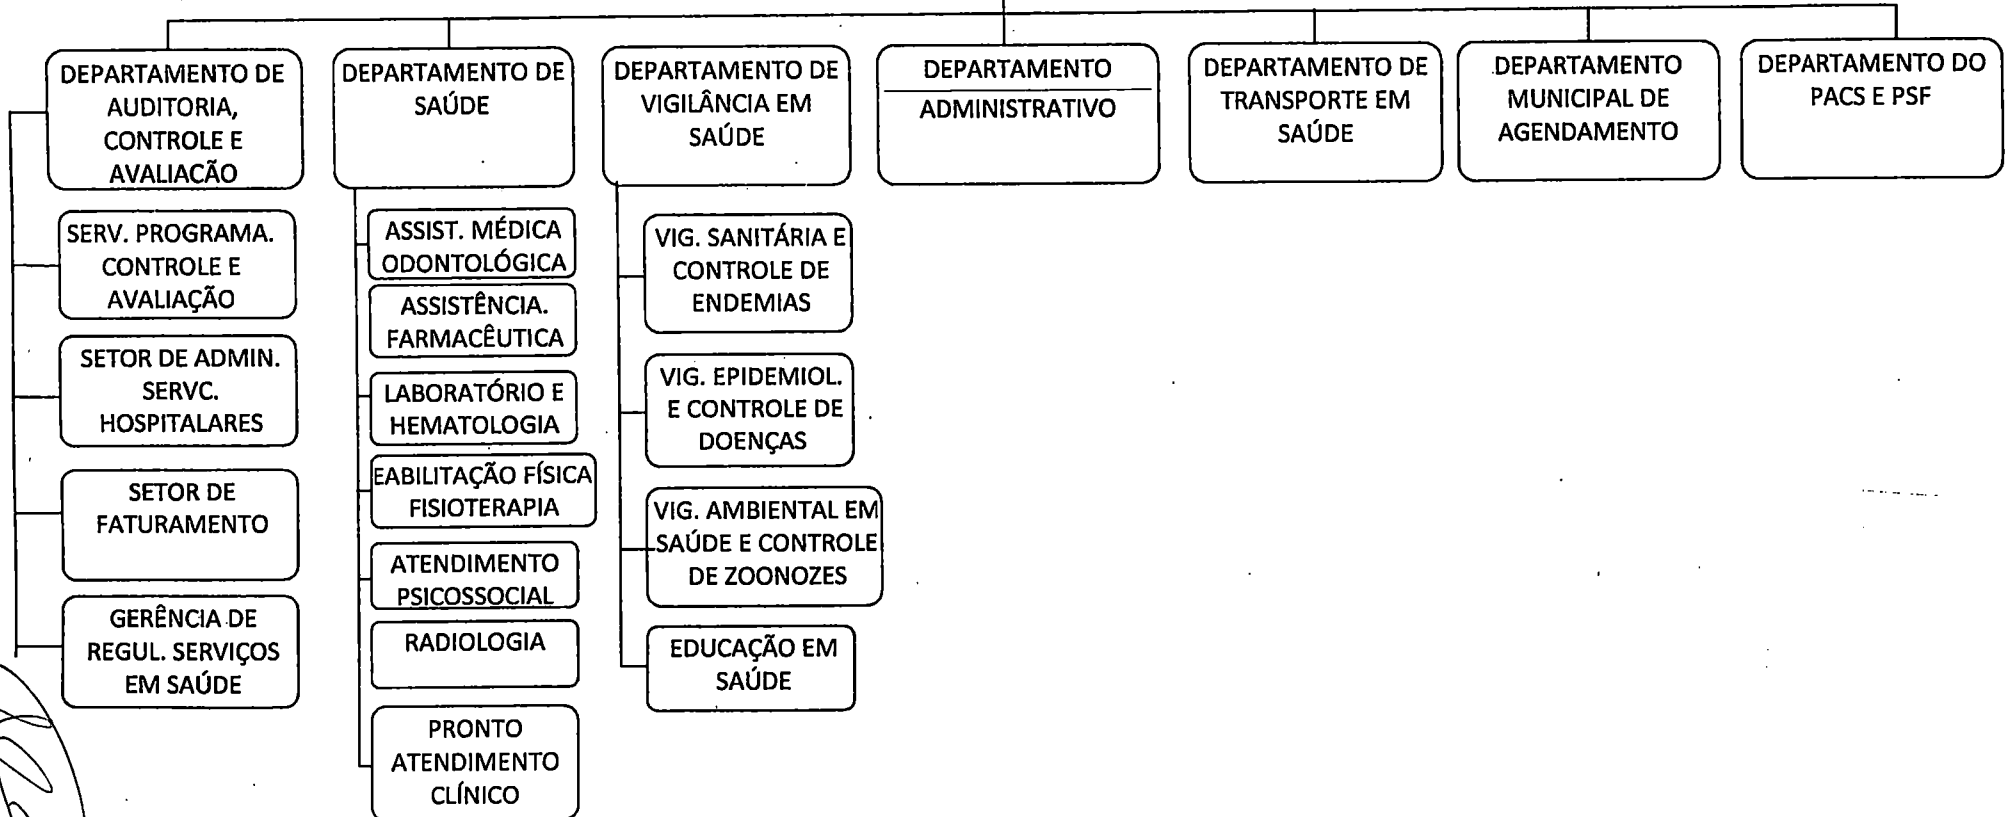 DEPARTAMENTO DE
AUDITORIA,
CONTROLE E
AVALIAÇÃO
DEPARTAMENTO DE
SAÚDE
DEPARTAMENTO DE
VIGILÂNCIA EM
SAÚDE
DEPARTAMENTO
ADMINISTRATIVO
DEPARTAMENTO DE
TRANSPORTE EM
SAÚDE
DEPARTAMENTO
MUNICIPAL DE
AGENDAMENTO
DEPARTAMENTO DO
PACS E PSF
SERV. PROGRAMA.
CONTROLE E
AVALIAÇÃO
SETOR DE ADMIN.
SERVC.
HOSPITALARES
SETOR DE
FATURAMENTO
GERÊNCIA DE
REGUL. SERVIÇOS
EM SAÚDE
ASSIST. MÉDICA
ODONTOLÓGICA
ASSISTÊNCIA.
FARMACÊUTICA
LABORATÓRIO E
HEMATOLOGIA
EABILITAÇÃO FÍSICA
FISIOTERAPIA
ATENDIMENTO
PSICOSSOCIAL
RADIOLOGIA
PRONTO
ATENDIMENTO
CLÍNICO
VIG. SANITÁRIA E
CONTROLE DE
ENDEMIAS
VIG. EPIDEMIOL.
E CONTROLE DE
DOENÇAS
VIG. AMBIENTAL EM
SAÚDE E CONTROLE
DE ZOONOZES
EDUCAÇÃO EM
SAÚDE